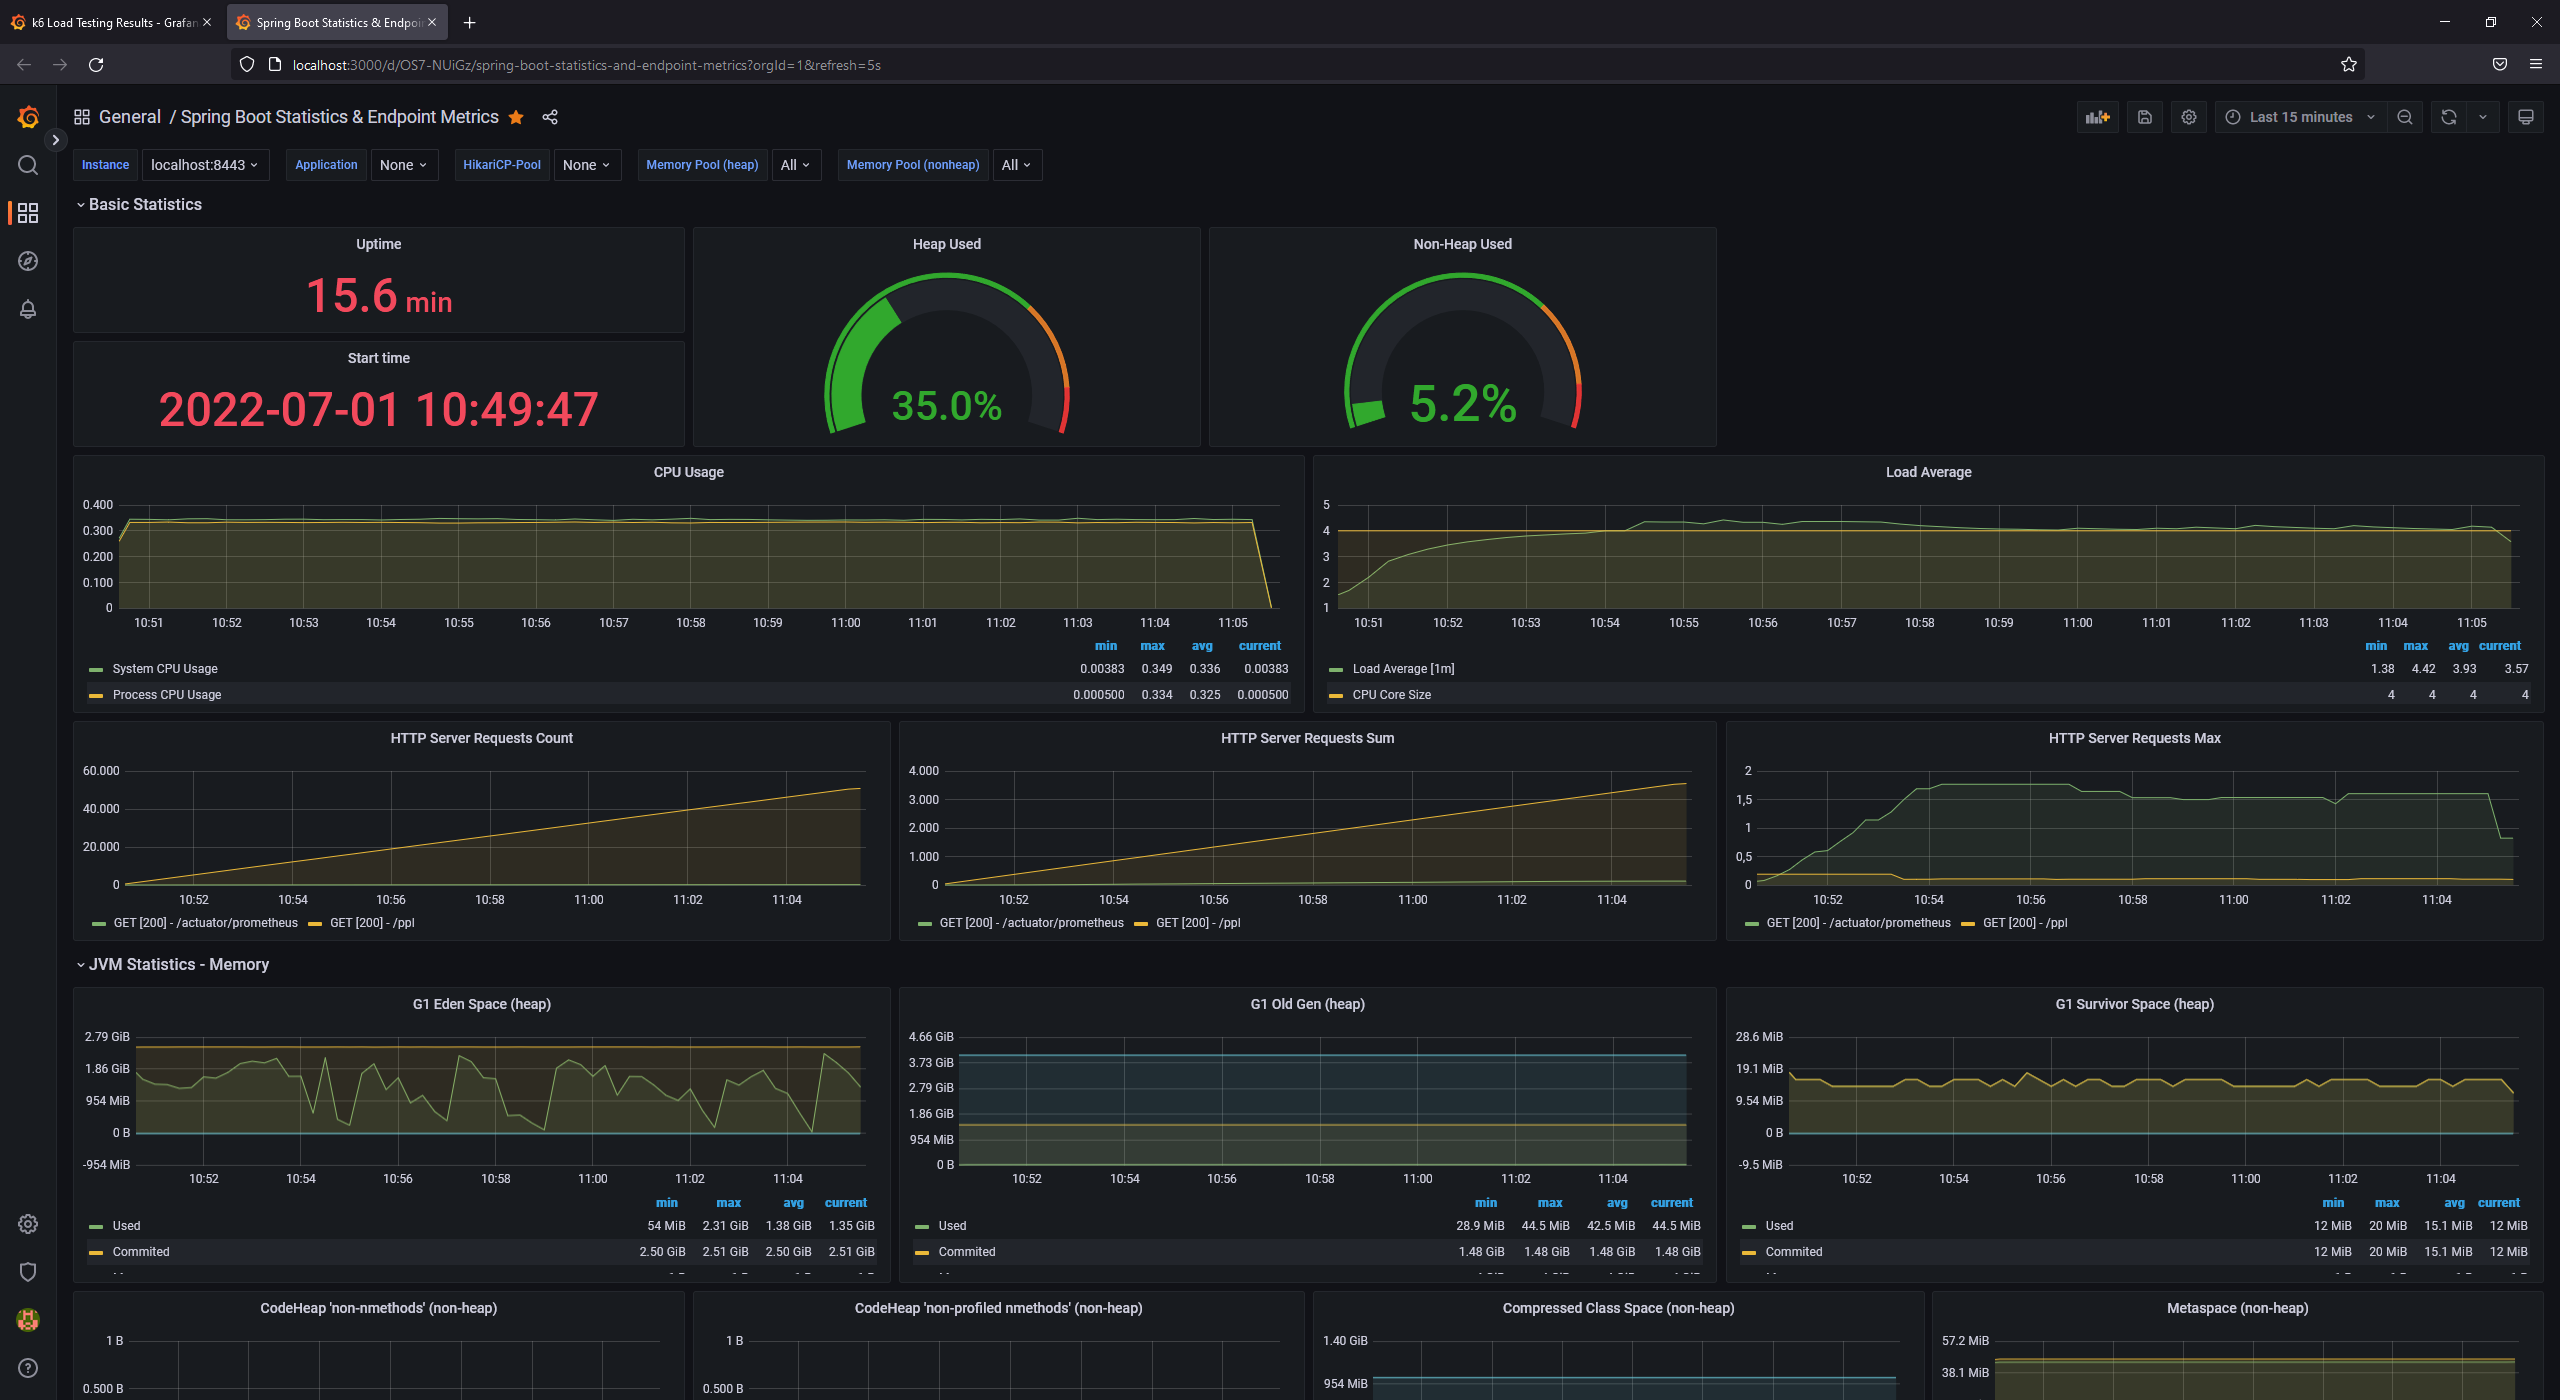 k6 Load Testing Results - Grafan
Spring Boot Statistics & Endpoi
localhost:3000/d/OS7-NUiGz/spring-boot-statistics-and-endpoint-metrics?orgId=1&refresh=5s
General / Spring Boot Statistics & Endpoint Metrics
Last 15 minutes
Instance localhost:8443 Application None HikariCP-Pool None Memory Pool (heap) All Memory Pool (nonheap) All
Basic Statistics
Uptime
15.6 min
Start time
2022-07-01 10:49:47
Heap Used
35.0%
Non-Heap Used
5.2%
CPU Usage
0.400
0.300
0.200
0.100
0
10:51 10:52 10:53 10:54 10:55 10:56 10:57 10:58 10:59 11:00 11:01 11:02 11:03 11:04 11:05
min max avg current
System CPU Usage 0.00383 0.349 0.336 0.00383
Process CPU Usage 0.000500 0.334 0.325 0.000500
Load Average
5
4
3
2
1
10:51 10:52 10:53 10:54 10:55 10:56 10:57 10:58 10:59 11:00 11:01 11:02 11:03 11:04 11:05
min max avg current
Load Average [1m] 1.38 4.42 3.93 3.57
CPU Core Size 4 4 4 4
HTTP Server Requests Count
60.000
40.000
20.000
0
10:52 10:54 10:56 10:58 11:00 11:02 11:04
GET [200] - /actuator/prometheus GET [200] - /ppl
HTTP Server Requests Sum
4.000
3.000
2.000
1.000
0
10:52 10:54 10:56 10:58 11:00 11:02 11:04
GET [200] - /actuator/prometheus GET [200] - /ppl
HTTP Server Requests Max
2
1,5
1
0,5
0
10:52 10:54 10:56 10:58 11:00 11:02 11:04
GET [200] - /actuator/prometheus GET [200] - /ppl
JVM Statistics - Memory
G1 Eden Space (heap)
2.79 GiB
1.86 GiB
954 MiB
0 B
-954 MiB
10:52 10:54 10:56 10:58 11:00 11:02 11:04
min max avg current
Used 54 MiB 2.31 GiB 1.38 GiB 1.35 GiB
Commited 2.50 GiB 2.51 GiB 2.50 GiB 2.51 GiB
G1 Old Gen (heap)
4.66 GiB
3.73 GiB
2.79 GiB
1.86 GiB
954 MiB
0 B
10:52 10:54 10:56 10:58 11:00 11:02 11:04
min max avg current
Used 28.9 MiB 44.5 MiB 42.5 MiB 44.5 MiB
Commited 1.48 GiB 1.48 GiB 1.48 GiB 1.48 GiB
G1 Survivor Space (heap)
28.6 MiB
19.1 MiB
9.54 MiB
0 B
-9.5 MiB
10:52 10:54 10:56 10:58 11:00 11:02 11:04
min max avg current
Used 12 MiB 20 MiB 15.1 MiB 12 MiB
Commited 12 MiB 20 MiB 15.1 MiB 12 MiB
CodeHeap 'non-nmethods' (non-heap)
1 B
0.500 B
CodeHeap 'non-profiled nmethods' (non-heap)
1 B
0.500 B
Compressed Class Space (non-heap)
1.40 GiB
954 MiB
Metaspace (non-heap)
57.2 MiB
38.1 MiB